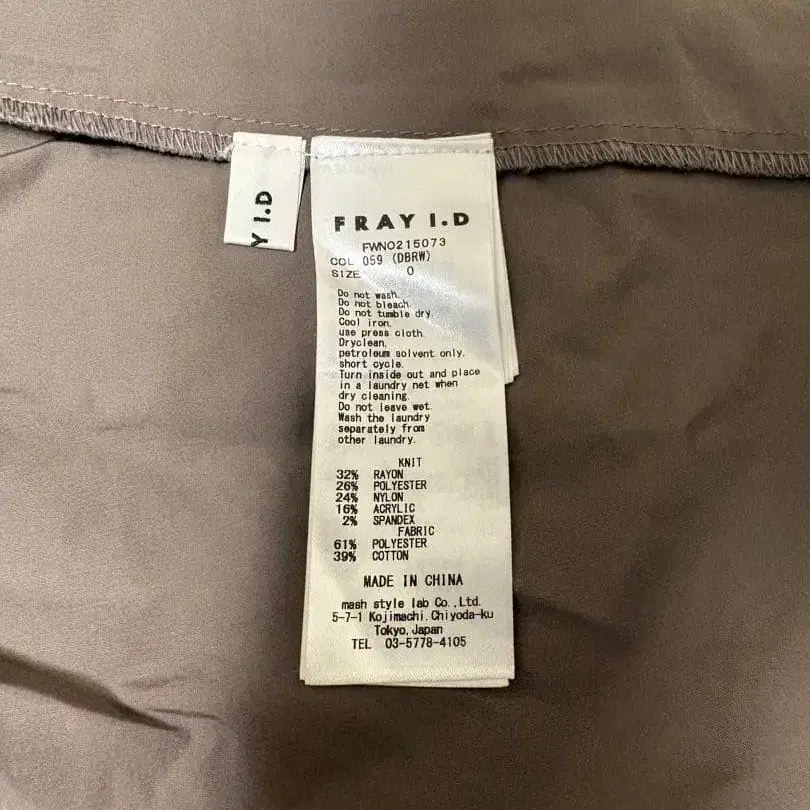 Y I.D
FRAY I.D
FWNO215073
COL 059 (DBRW)
SIZE 0
Do not wash.
Do not bleach.
Do not tumble dry.
Cool iron.
use press cloth.
Dryclean,
petroleum solvent only.
short cycle.
Turn inside out and place
in a laundry net when
dry cleaning.
Do not leave wet.
Wash the laundry
separately from
other laundry.
KNIT
32% RAYON
26% POLYESTER
24% NYLON
16% ACRYLIC
2% SPANDEX
FABRIC
61% POLYESTER
39% COTTON
MADE IN CHINA
mash style lab Co.,Ltd.
5-7-1 Kojimachi.Chiyoda-ku
Tokyo,Japan
TEL 03-5778-4105